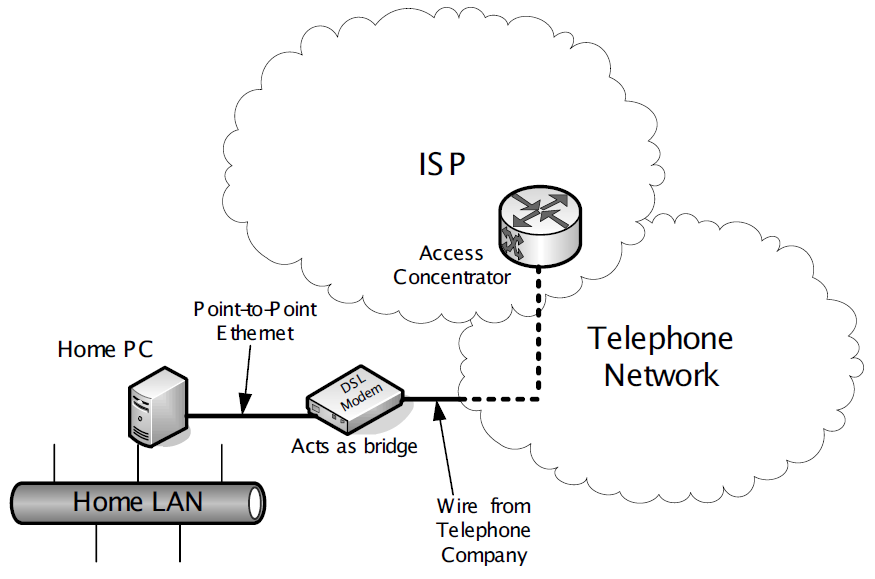 ISP
Access
Concentrator
Point-to-Point
Ethernet
Home PC
Telephone
Network
DSL
Modem
Acts as bridge
Home LAN
Wire from
Telephone
Company